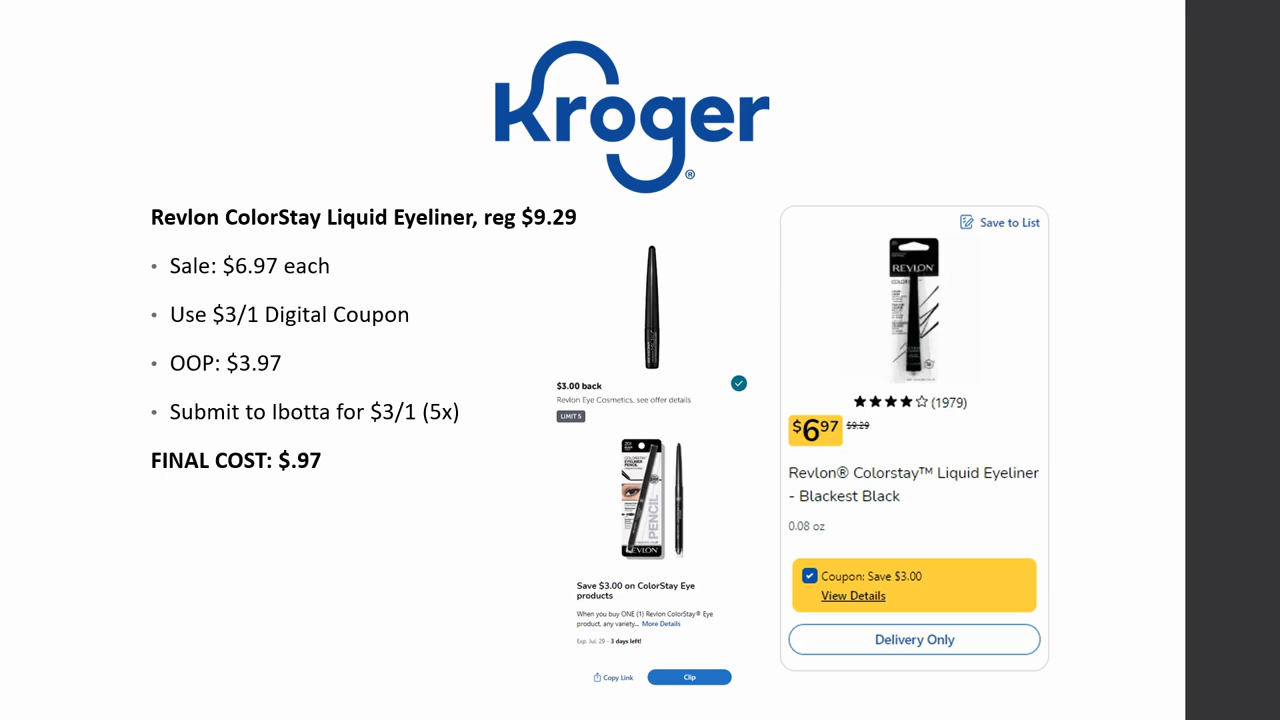 Kroger®
Revlon ColorStay Liquid Eyeliner, reg $9.29
• Sale: $6.97 each
• Use $3/1 Digital Coupon
• OOP: $3.97
• Submit to Ibotta for $3/1 (5x)
FINAL COST: $.97
$3.00 back
Revlon Eye Cosmetics, see offer details
LIMIT 5
COLORSTAY
EYELINER
PENCIL
PENCIL
REVLON
Save $3.00 on ColorStay Eye
products
When you buy ONE (1) Revlon ColorStay® Eye
product, any variety... More Details
Exp. Jul. 29 - 3 days left!
Copy Link
Clip
Save to List
REVLON
(1979)
$697 $9.29
Revlon® Colorstay™ Liquid Eyeliner
- Blackest Black
0.08 oz
Coupon: Save $3.00
View Details
Delivery Only